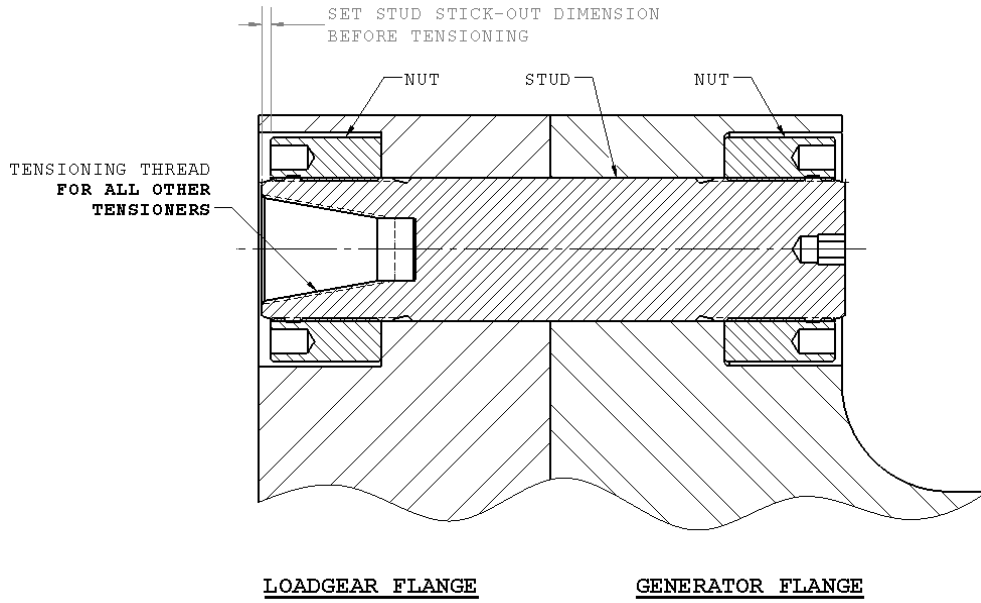 SET STUD STICK-OUT DIMENSION
BEFORE TENSIONING
NUT
STUD
NUT
TENSIONING THREAD
FOR ALL OTHER
TENSIONERS
LOADGEAR FLANGE
GENERATOR FLANGE